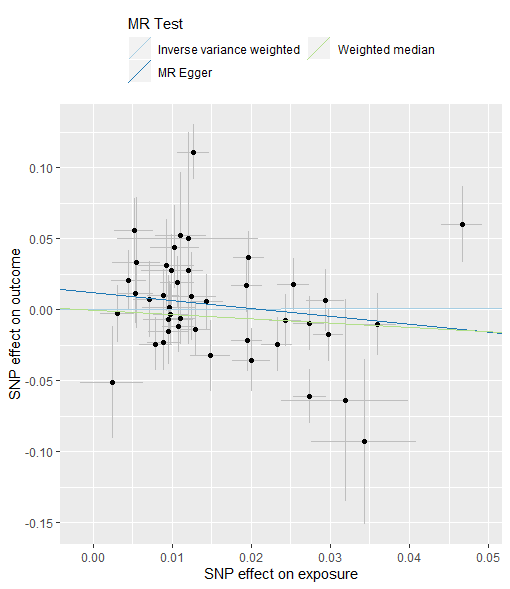 MR Test
Inverse variance weighted
Weighted median
MR Egger
0.10
0.05
0.00
-0.05
-0.10
-0.15
SNP effect on outcome
0.00
0.01
0.02
0.03
0.04
0.05
SNP effect on exposure